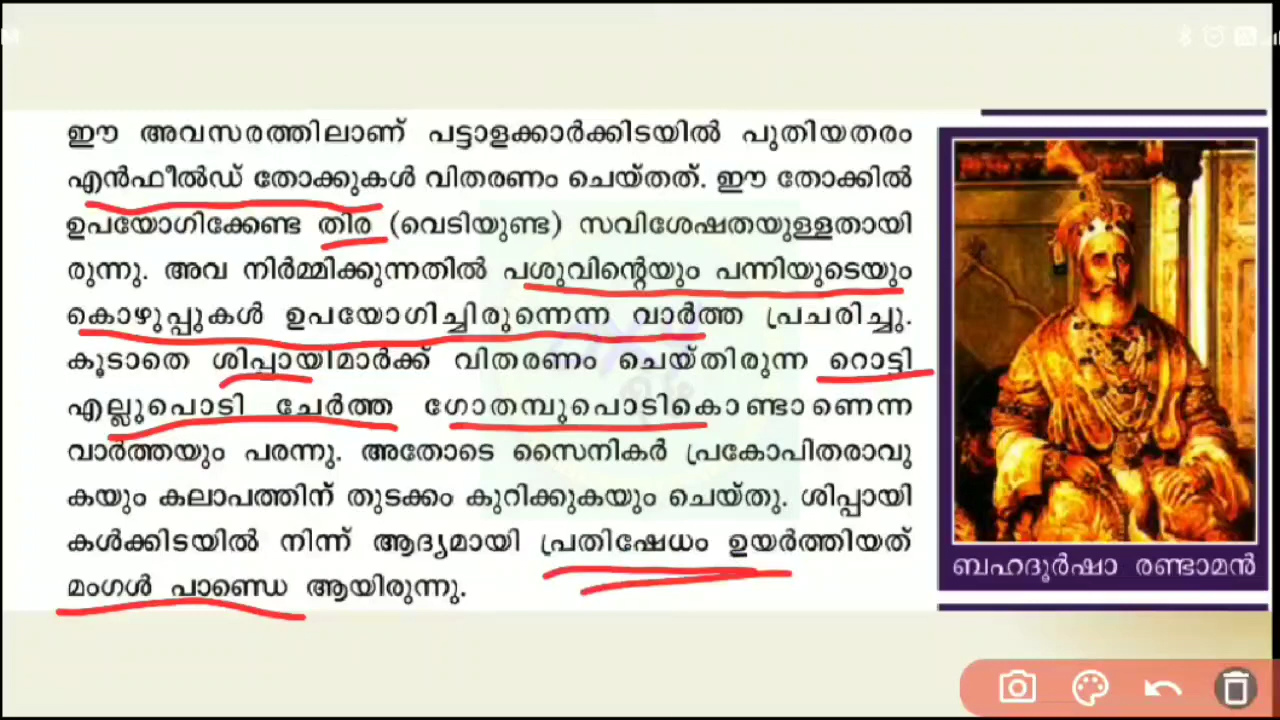 ഈ അവസരത്തിലാണ് പട്ടാളക്കാർക്കിടയിൽ പുതിയതരം
എൻഫീൽഡ് തോക്കുകൾ വിതരണം ചെയ്തത്. ഈ തോക്കിൽ
ഉപയോഗിക്കേണ്ട തിര (വെടിയുണ്ട) സവിശേഷതയുള്ളതായി
രുന്നു. അവ നിർമ്മിക്കുന്നതിൽ പശുവിന്റെയും പന്നിയുടെയും
കൊഴുപ്പുകൾ ഉപയോഗിച്ചിരുന്നെന്ന വാർത്ത പ്രചരിച്ചു.
കൂടാതെ ശിപ്പായിമാർക്ക് വിതരണം ചെയ്തിരുന്ന റൊട്ടി
എല്ലുപൊടി ചേർത്ത ഗോതമ്പുപൊടികൊണ്ടാണെന്ന
വാർത്തയും പരന്നു. അതോടെ സൈനികർ പ്രകോപിതരാവു
കയും കലാപത്തിന് തുടക്കം കുറിക്കുകയും ചെയ്തു. ശിപ്പായി
കൾക്കിടയിൽ നിന്ന് ആദ്യമായി പ്രതിഷേധം ഉയർത്തിയത്
മംഗൾ പാണ്ഡെ ആയിരുന്നു.
ബഹദൂർഷാ രണ്ടാമൻ